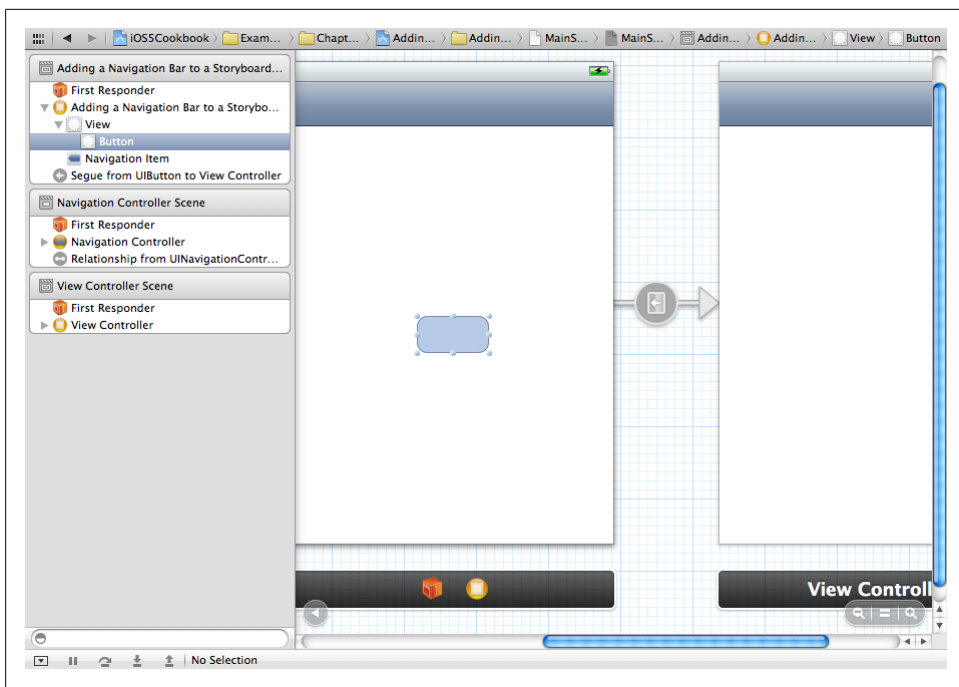 iOS5Cookbook Exam... Chapt... Addin... Addin... MainS... MainS... Addin... Addin... View Button
Adding a Navigation Bar to a Storyboard...
First Responder
Adding a Navigation Bar to a Storybo...
View
Button
Navigation Item
Segue from UIButton to View Controller
Navigation Controller Scene
First Responder
Navigation Controller
Relationship from UINavigationContr...
View Controller Scene
First Responder
View Controller
View Controll
No Selection